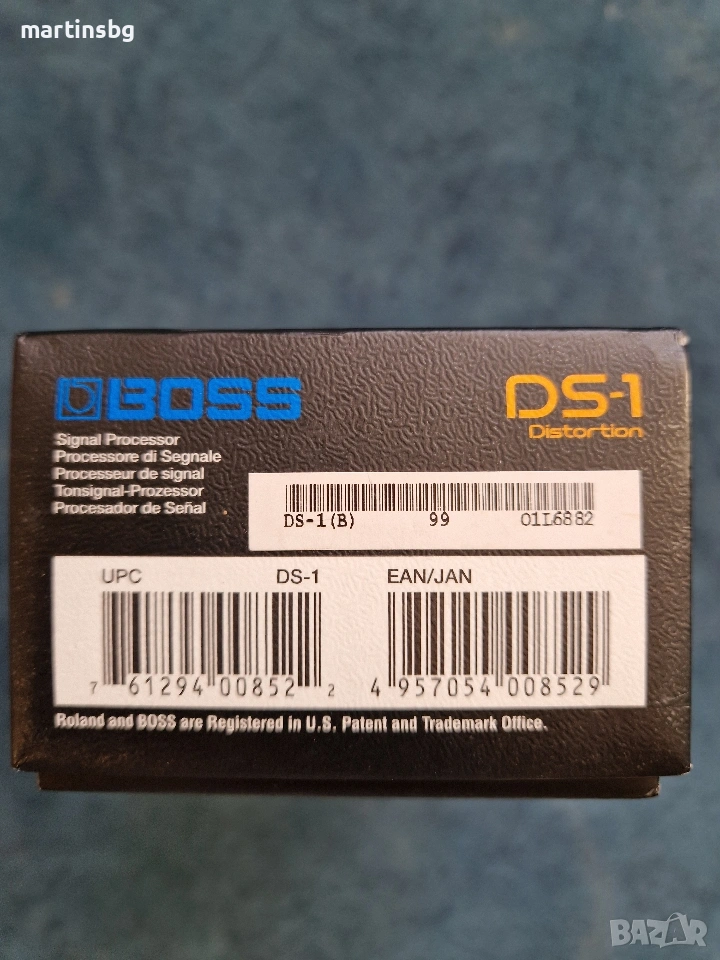 martinsbg
BOSS
DS-1
Distortion
Signal Processor
Processore di Segnale
Processeur de signal
Tonsignal-Prozessor
Procesador de Señal
DS-1(B) 99 01L6882
UPC DS-1 EAN/JAN
7 61294 00852 2 4 957054 008529
Roland and BOSS are Registered in U.S. Patent and Trademark Office.
BAZAR